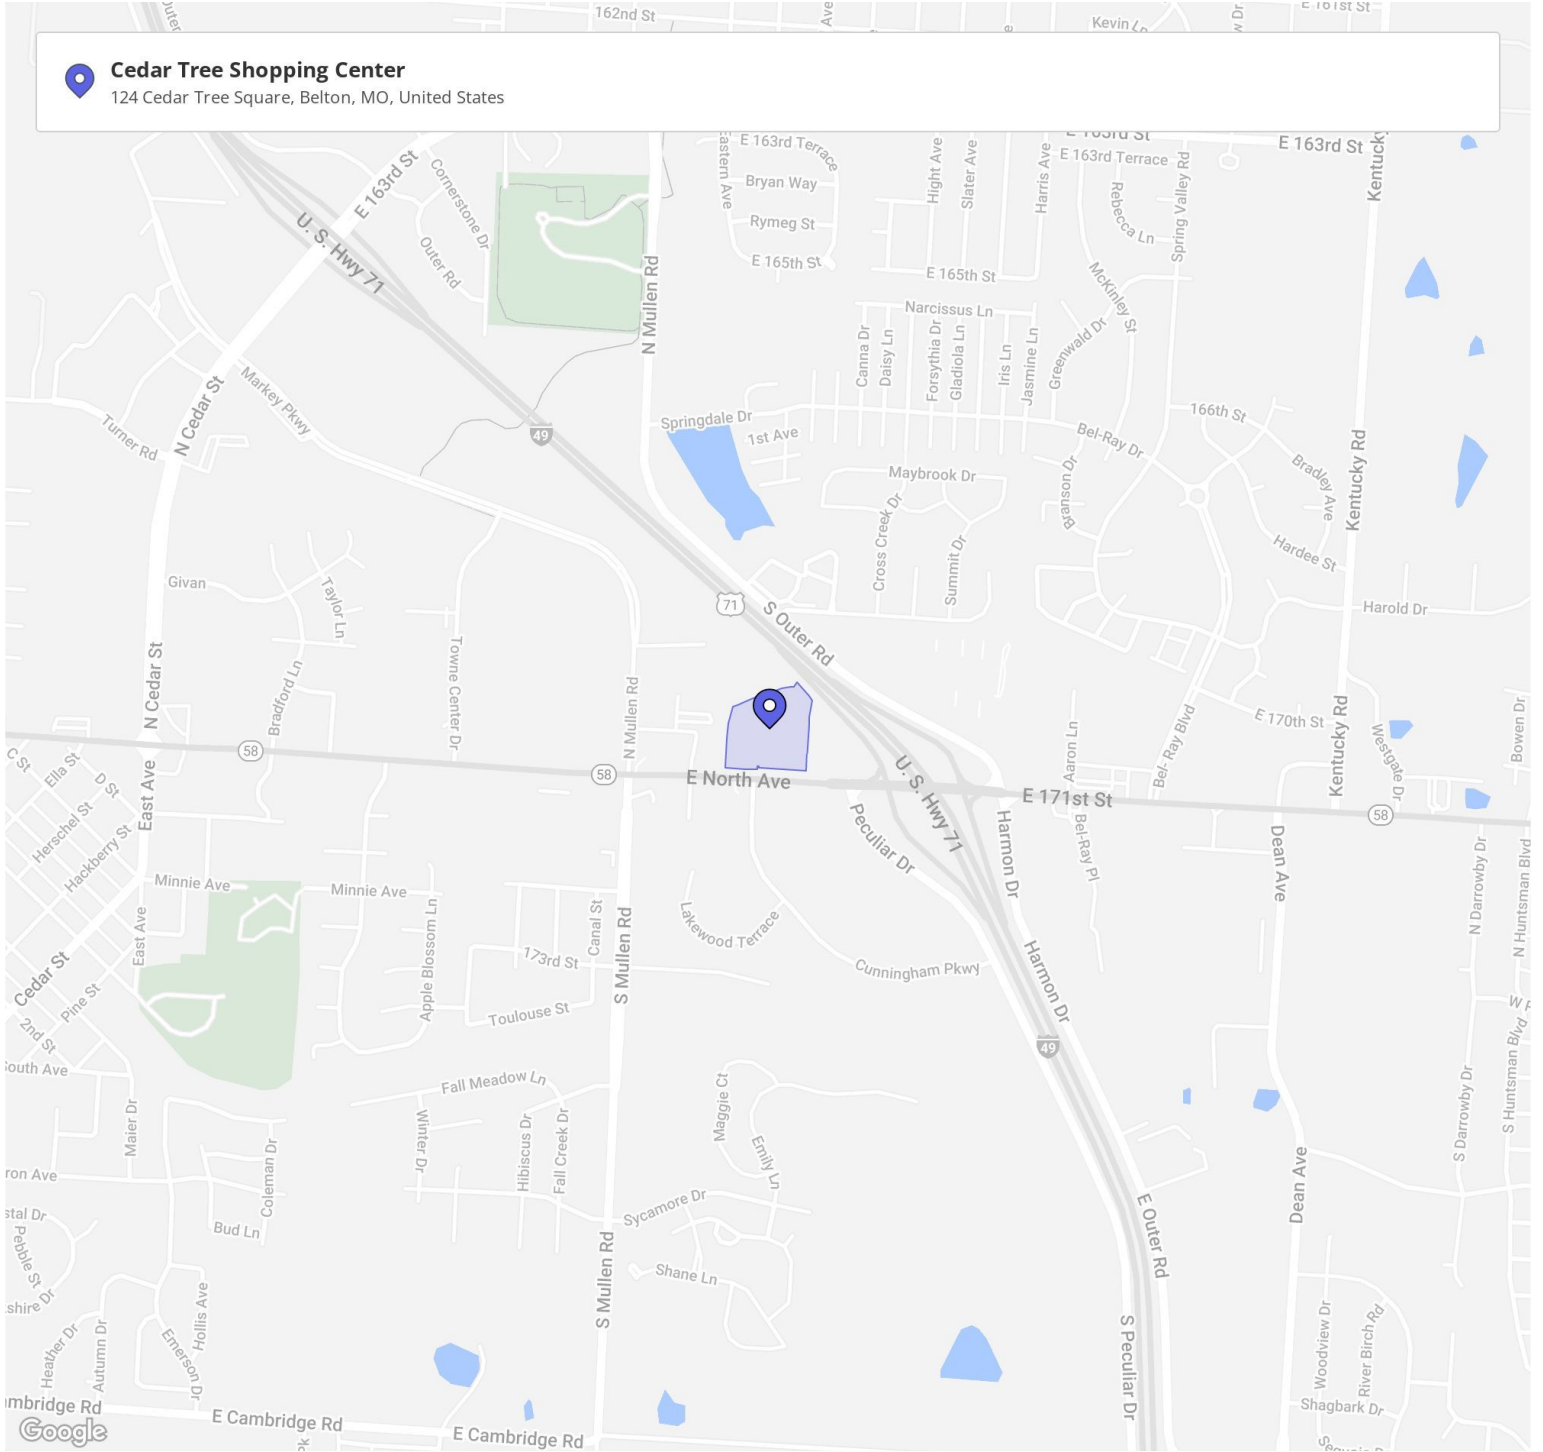 162nd St
E 161st St
Kevin Ln
Cedar Tree Shopping Center
124 Cedar Tree Square, Belton, MO, United States
E 163rd St
E 163rd St
E 163rd St
E 163rd Terrace
E 163rd Terrace
Kentucky
Cornerstone Dr
Eastern Ave
Bryan Way
Hight Ave
Slater Ave
Harris Ave
Rebecca Ln
Spring Valley Rd
Rymeg St
U. S. Hwy 71
Outer Rd
N Mullen Rd
E 165th St
E 165th St
McKinley St
Narcissus Ln
Canna Dr
Daisy Ln
Forsythia Dr
Gladiola Ln
Iris Ln
Jasmine Ln
Greenwald Dr
N Cedar St
Markey Pkwy
Turner Rd
49
Springdale Dr
1st Ave
166th St
Bel-Ray Dr
Bradley Ave
Kentucky Rd
Maybrook Dr
Branson Dr
Cross Creek Dr
Summit Dr
Hardee St
Givan
Taylor Ln
71
S Outer Rd
Harold Dr
N Cedar St
Bradford Ln
Towne Center Dr
N Mullen Rd
Kentucky Rd
E 170th St
Westgate Dr
Bowen Dr
Aaron Ln
Bel- Ray Blvd
58
58
E North Ave
U. S. Hwy 71
E 171st St
58
C St
Ella St
D St
East Ave
Herschel St
Hackberry St
Peculiar Dr
Harmon Dr
Bel-Ray Pl
Dean Ave
N Darrowby Dr
N Huntsman Blvd
Minnie Ave
Minnie Ave
East Ave
Apple Blossom Ln
Canal St
S Mullen Rd
Lakewood Terrace
173rd St
Cunningham Pkwy
Cedar St
Pine St
2nd St
Toulouse St
Harmon Dr
49
South Ave
Fall Meadow Ln
Maggie Ct
S Darrowby Dr
S Huntsman Blvd
Maier Dr
Coleman Dr
Winter Dr
Hibiscus Dr
Fall Creek Dr
Emily Ln
Dean Ave
Sycamore Dr
Bud Ln
Pebble St
E Outer Rd
S Mullen Rd
Shane Ln
Heather Dr
Autumn Dr
Hollis Ave
Emerson Dr
S Peculiar Dr
Woodview Dr
River Birch Rd
Shagbark Dr
E Cambridge Rd
E Cambridge Rd
Google